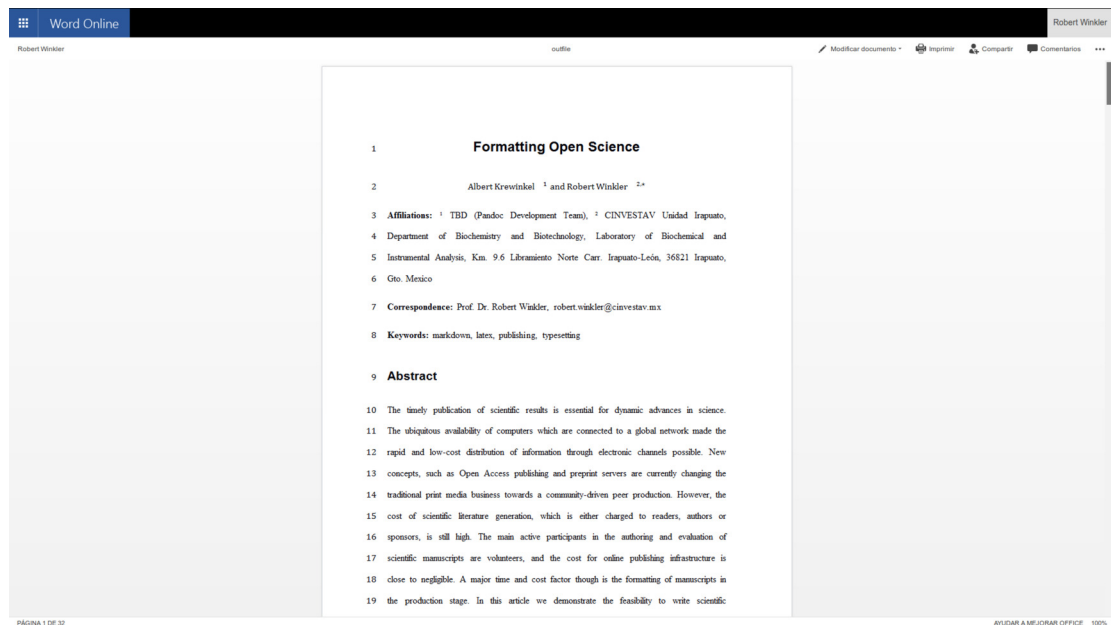 Word Online
Robert Winkler
Robert Winkler outfile Modificar documento Imprimir Compartir Comentarios ...
1 Formatting Open Science
2 Albert Krewinkel 1 and Robert Winkler 2,*
3 Affiliations: 1 TBD (Pandoc Development Team), 2 CINVESTAV Unidad Irapuato,
4 Department of Biochemistry and Biotechnology, Laboratory of Biochemical and
5 Instrumental Analysis, Km. 9.6 Libramiento Norte Carr. Irapuato-León, 36821 Irapuato,
6 Gto. Mexico
7 Correspondence: Prof. Dr. Robert Winkler, robert.winkler@cinvestav.mx
8 Keywords: markdown, latex, publishing, typesetting
9 Abstract
10 The timely publication of scientific results is essential for dynamic advances in science.
11 The ubiquitous availability of computers which are connected to a global network made the
12 rapid and low-cost distribution of information through electronic channels possible. New
13 concepts, such as Open Access publishing and preprint servers are currently changing the
14 traditional print media business towards a community-driven peer production. However, the
15 cost of scientific literature generation, which is either charged to readers, authors or
16 sponsors, is still high. The main active participants in the authoring and evaluation of
17 scientific manuscripts are volunteers, and the cost for online publishing infrastructure is
18 close to negligible. A major time and cost factor though is the formatting of manuscripts in
19 the production stage. In this article we demonstrate the feasibility to write scientific
PÁGINA 1 DE 32 AYUDAR A MEJORAR OFFICE 100%